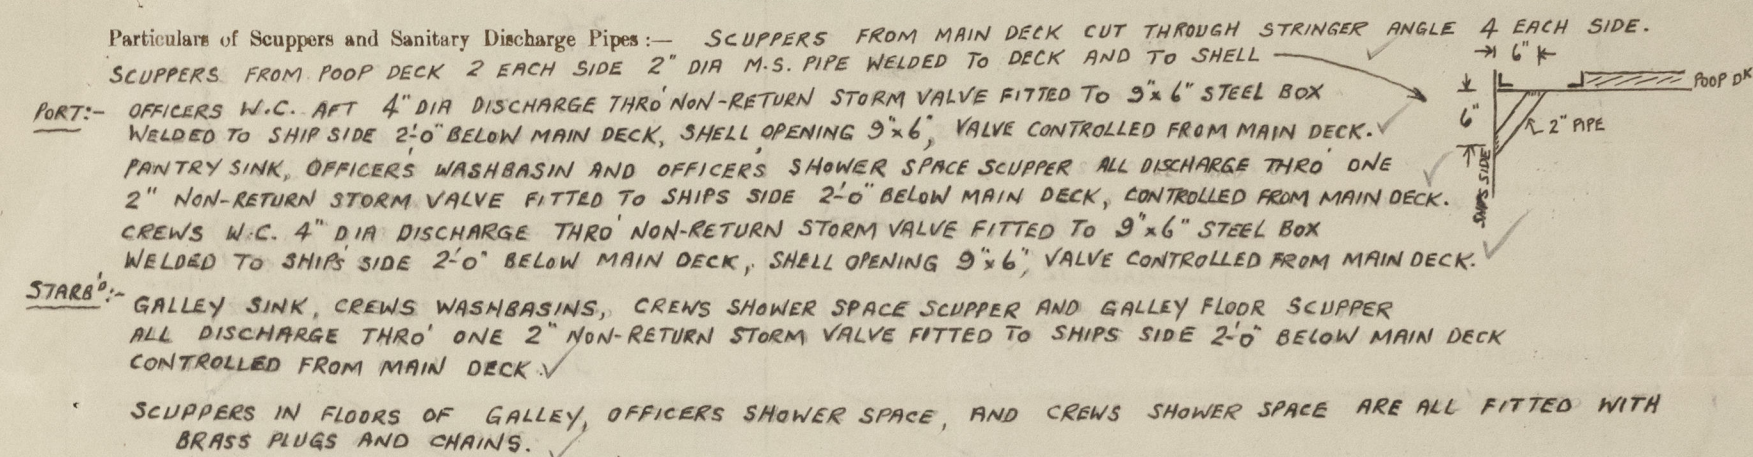 Particulars of Scuppers and Sanitary Discharge Pipes :— SCUPPERS FROM MAIN DECK CUT THROUGH STRINGER ANGLE 4 EACH SIDE.
SCUPPERS FROM POOP DECK 2 EACH SIDE 2" DIA M.S. PIPE WELDED TO DECK AND TO SHELL
6"
POOP DK
6"
2" PIPE
SHIPS SIDE
PORT:- OFFICERS W.C. AFT 4" DIA DISCHARGE THRO' NON-RETURN STORM VALVE FITTED TO 9"x6" STEEL BOX
WELDED TO SHIP SIDE 2'-0" BELOW MAIN DECK, SHELL OPENING 9"x6", VALVE CONTROLLED FROM MAIN DECK. ✓
PANTRY SINK, OFFICER'S WASHBASIN AND OFFICER'S SHOWER SPACE SCUPPER ALL DISCHARGE THRO' ONE
2" NON-RETURN STORM VALVE FITTED TO SHIPS SIDE 2'-0" BELOW MAIN DECK, CONTROLLED FROM MAIN DECK. ✓
CREWS W.C. 4" DIA DISCHARGE THRO' NON-RETURN STORM VALVE FITTED TO 9"x6" STEEL BOX
WELDED TO SHIPS SIDE 2'-0" BELOW MAIN DECK, SHELL OPENING 9"x6", VALVE CONTROLLED FROM MAIN DECK. ✓
STARBD:- GALLEY SINK, CREWS WASHBASINS, CREWS SHOWER SPACE SCUPPER AND GALLEY FLOOR SCUPPER
ALL DISCHARGE THRO' ONE 2" NON-RETURN STORM VALVE FITTED TO SHIPS SIDE 2'-0" BELOW MAIN DECK
CONTROLLED FROM MAIN DECK ✓
SCUPPERS IN FLOORS OF GALLEY, OFFICERS SHOWER SPACE, AND CREWS SHOWER SPACE ARE ALL FITTED WITH
BRASS PLUGS AND CHAINS. ✓